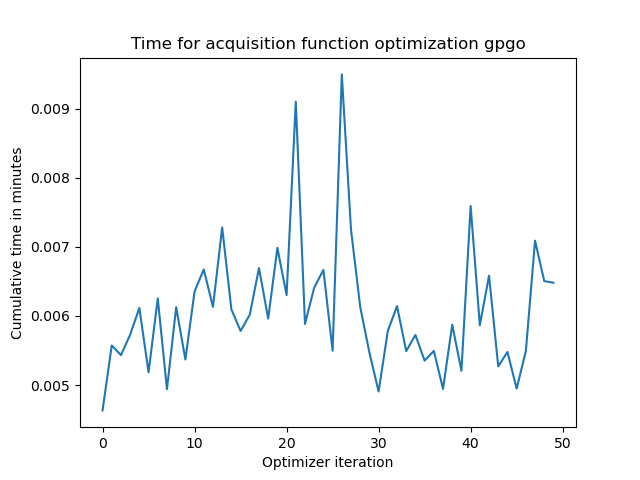 Time for acquisition function optimization gpgo
Cumulative time in minutes
0.009
0.008
0.007
0.006
0.005
0 10 20 30 40 50
Optimizer iteration